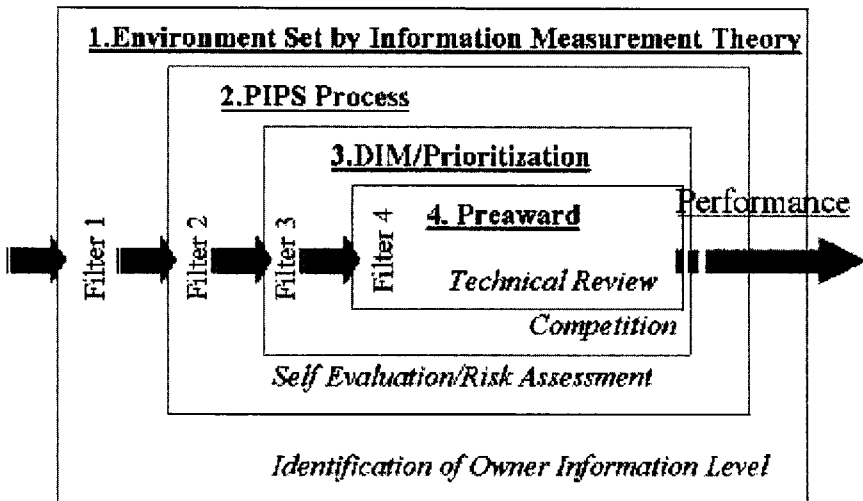 1.Environment Set by Information Measurement Theory
2.PIPS Process
3.DIM/Prioritization
4. Preaward
Performance
Filter 1
Filter 2
Filter 3
Filter 4
Technical Review
Competition
Self Evaluation/Risk Assessment
Identification of Owner Information Level